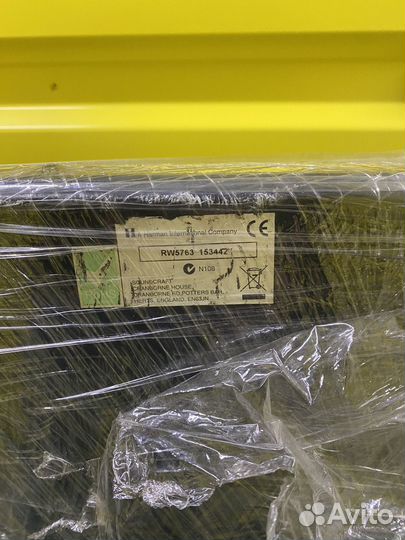 A Harman International Company
CE
RW5763 153442
N108
SOUNDCRAFT
CRANBORNE HOUSE,
CRANBORNE RD,POTTERS BAR,
HERTS, ENGLAND, EN63JN
Avito